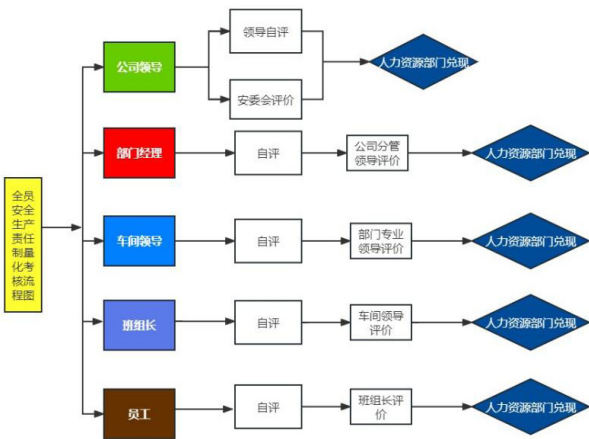 全员
安全
生产
责任
制量
化考
核流
程图
公司领导
领导自评
安委会评价
人力资源部门兑现
部门经理
自评
公司分管
领导评价
人力资源部门兑现
车间领导
自评
部门专业
领导评价
人力资源部门兑现
班组长
自评
车间领导
评价
人力资源部门兑现
员工
自评
班组长评
价
人力资源部门兑现